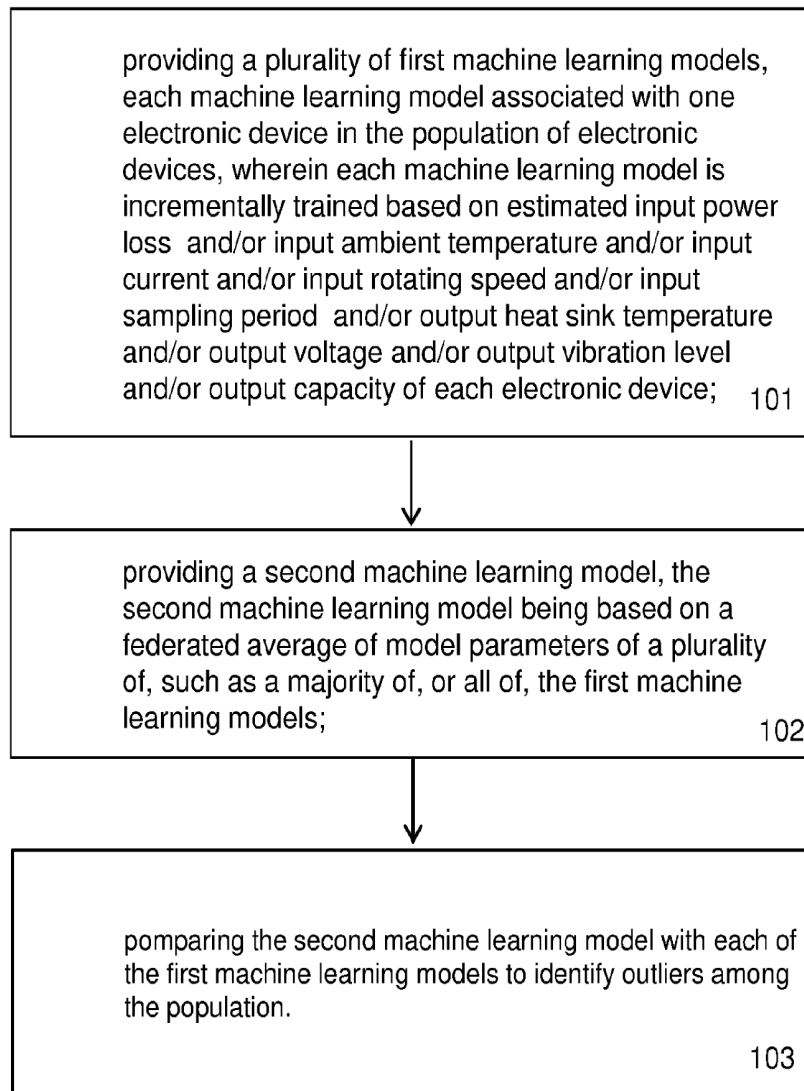 providing a plurality of first machine learning models,
each machine learning model associated with one
electronic device in the population of electronic
devices, wherein each machine learning model is
incrementally trained based on estimated input power
loss and/or input ambient temperature and/or input
current and/or input rotating speed and/or input
sampling period and/or output heat sink temperature
and/or output voltage and/or output vibration level
and/or output capacity of each electronic device;
101
providing a second machine learning model, the
second machine learning model being based on a
federated average of model parameters of a plurality
of, such as a majority of, or all of, the first machine
learning models;
102
pomparing the second machine learning model with each of
the first machine learning models to identify outliers among
the population.
103